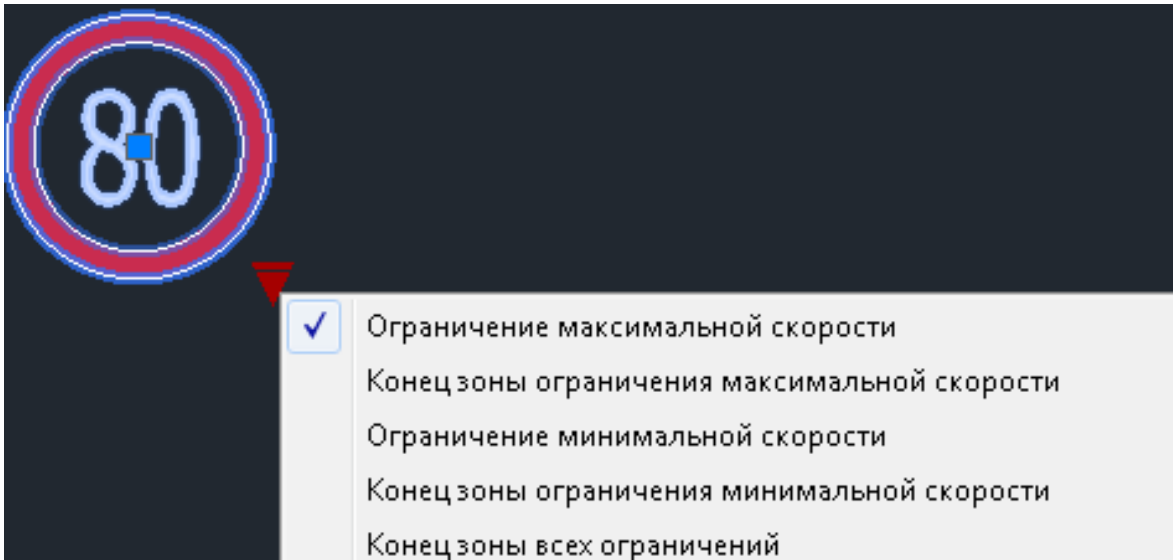 80
Ограничение максимальной скорости
Конец зоны ограничения максимальной скорости
Ограничение минимальной скорости
Конец зоны ограничения минимальной скорости
Конец зоны всех ограничений